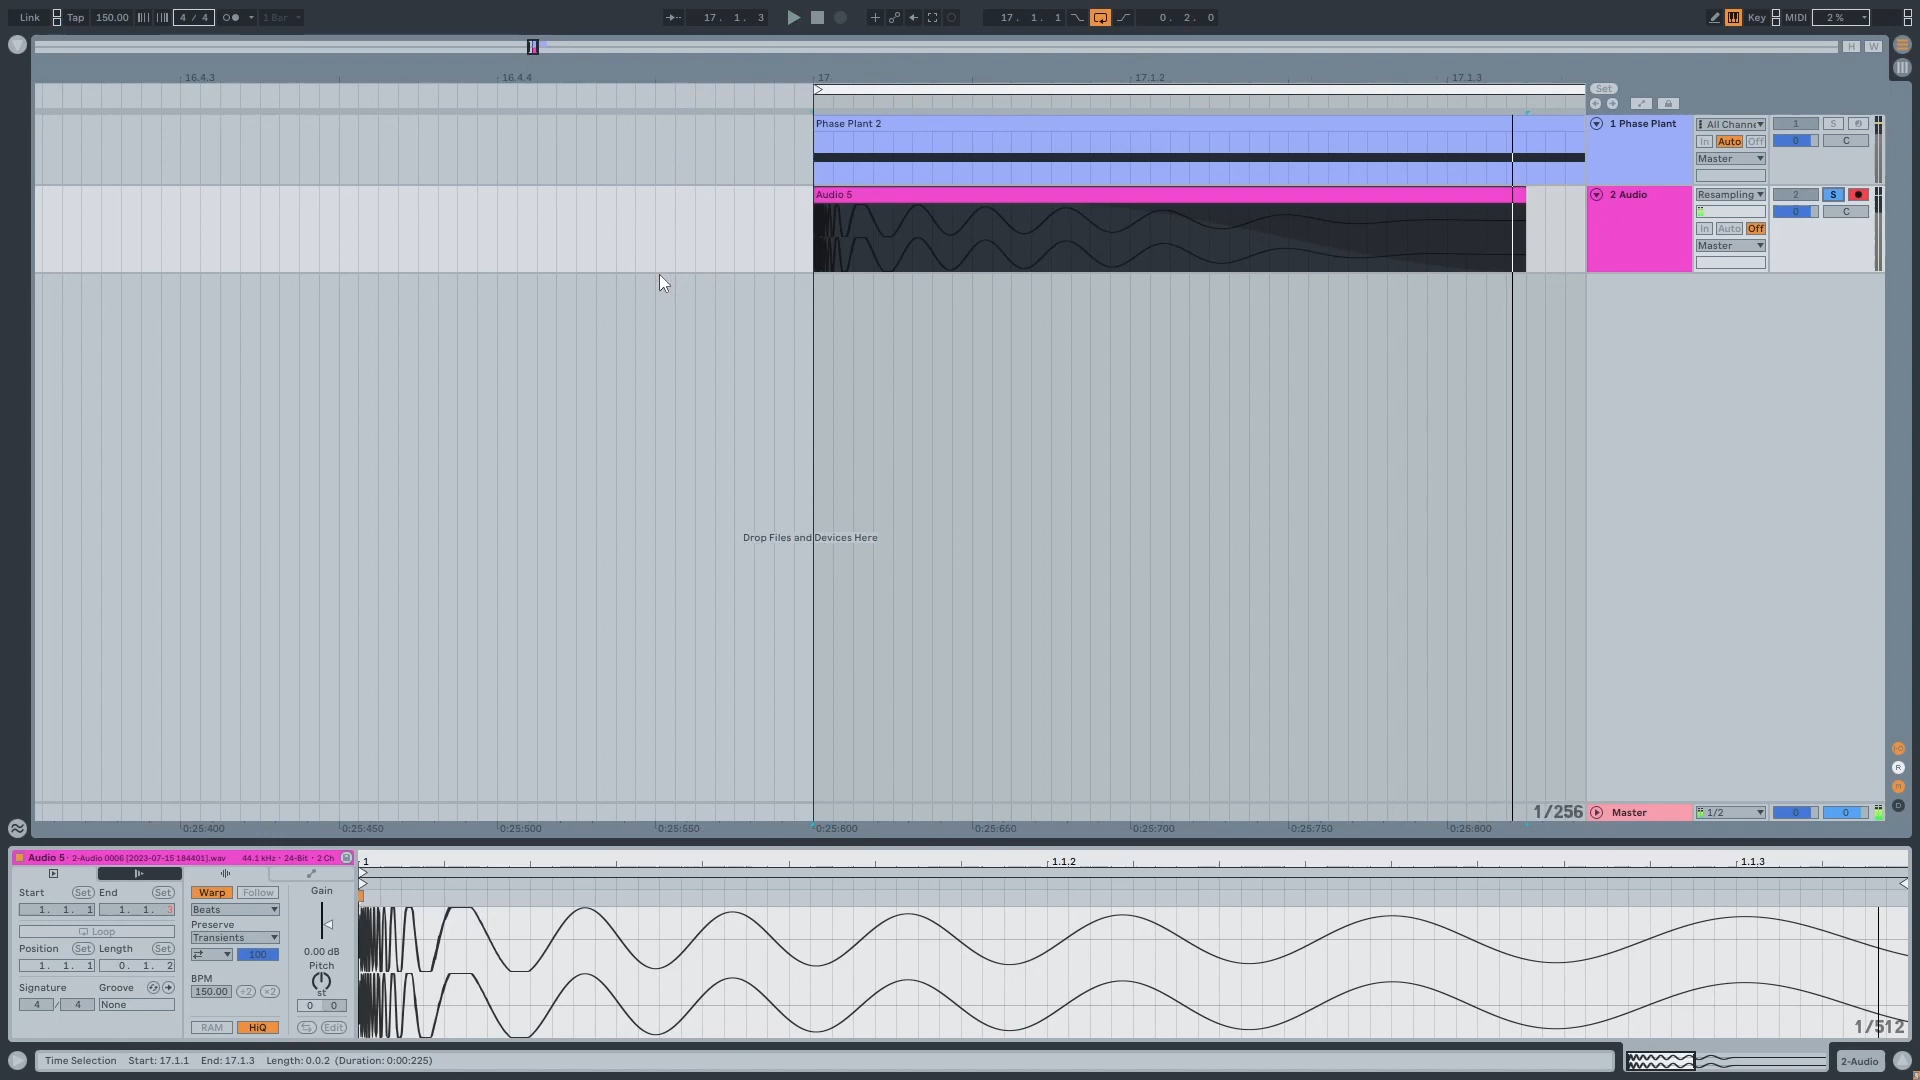 Link Tap 150.00 4 / 4 1 Bar 17. 1. 3 17. 1. 1 0. 2. 0 Key MIDI 2 %
H W
16.4.3 16.4.4 17 17.1.2 17.1.3
Set
Phase Plant 2 1 Phase Plant All Channe 1 S
In Auto Off 0 C
Master
Audio 5 2 Audio Resampling 2 S
0 C
In Auto Off
Master
Drop Files and Devices Here
1/256 Master 1/2 0 0
0:25:400 0:25:450 0:25:500 0:25:550 0:25:600 0:25:650 0:25:700 0:25:750 0:25:800
R
D
Audio 5 · 2-Audio 0006 [2023-07-15 184401].wav 44.1 kHz · 24-Bit · 2 Ch
1 1.1.2 1.1.3
Start Set End Set Warp Follow Gain
1. 1. 1 1. 1. 3 Beats
Loop Preserve
Transients
Position Set Length Set 100 0.00 dB
1. 1. 1 0. 1. 2 Pitch
BPM st
Signature Groove 150.00 ÷2 ×2
4 / 4 None 0 0
RAM HiQ Edit
1/512
Time Selection Start: 17.1.1 End: 17.1.3 Length: 0.0.2 (Duration: 0:00:225) 2-Audio